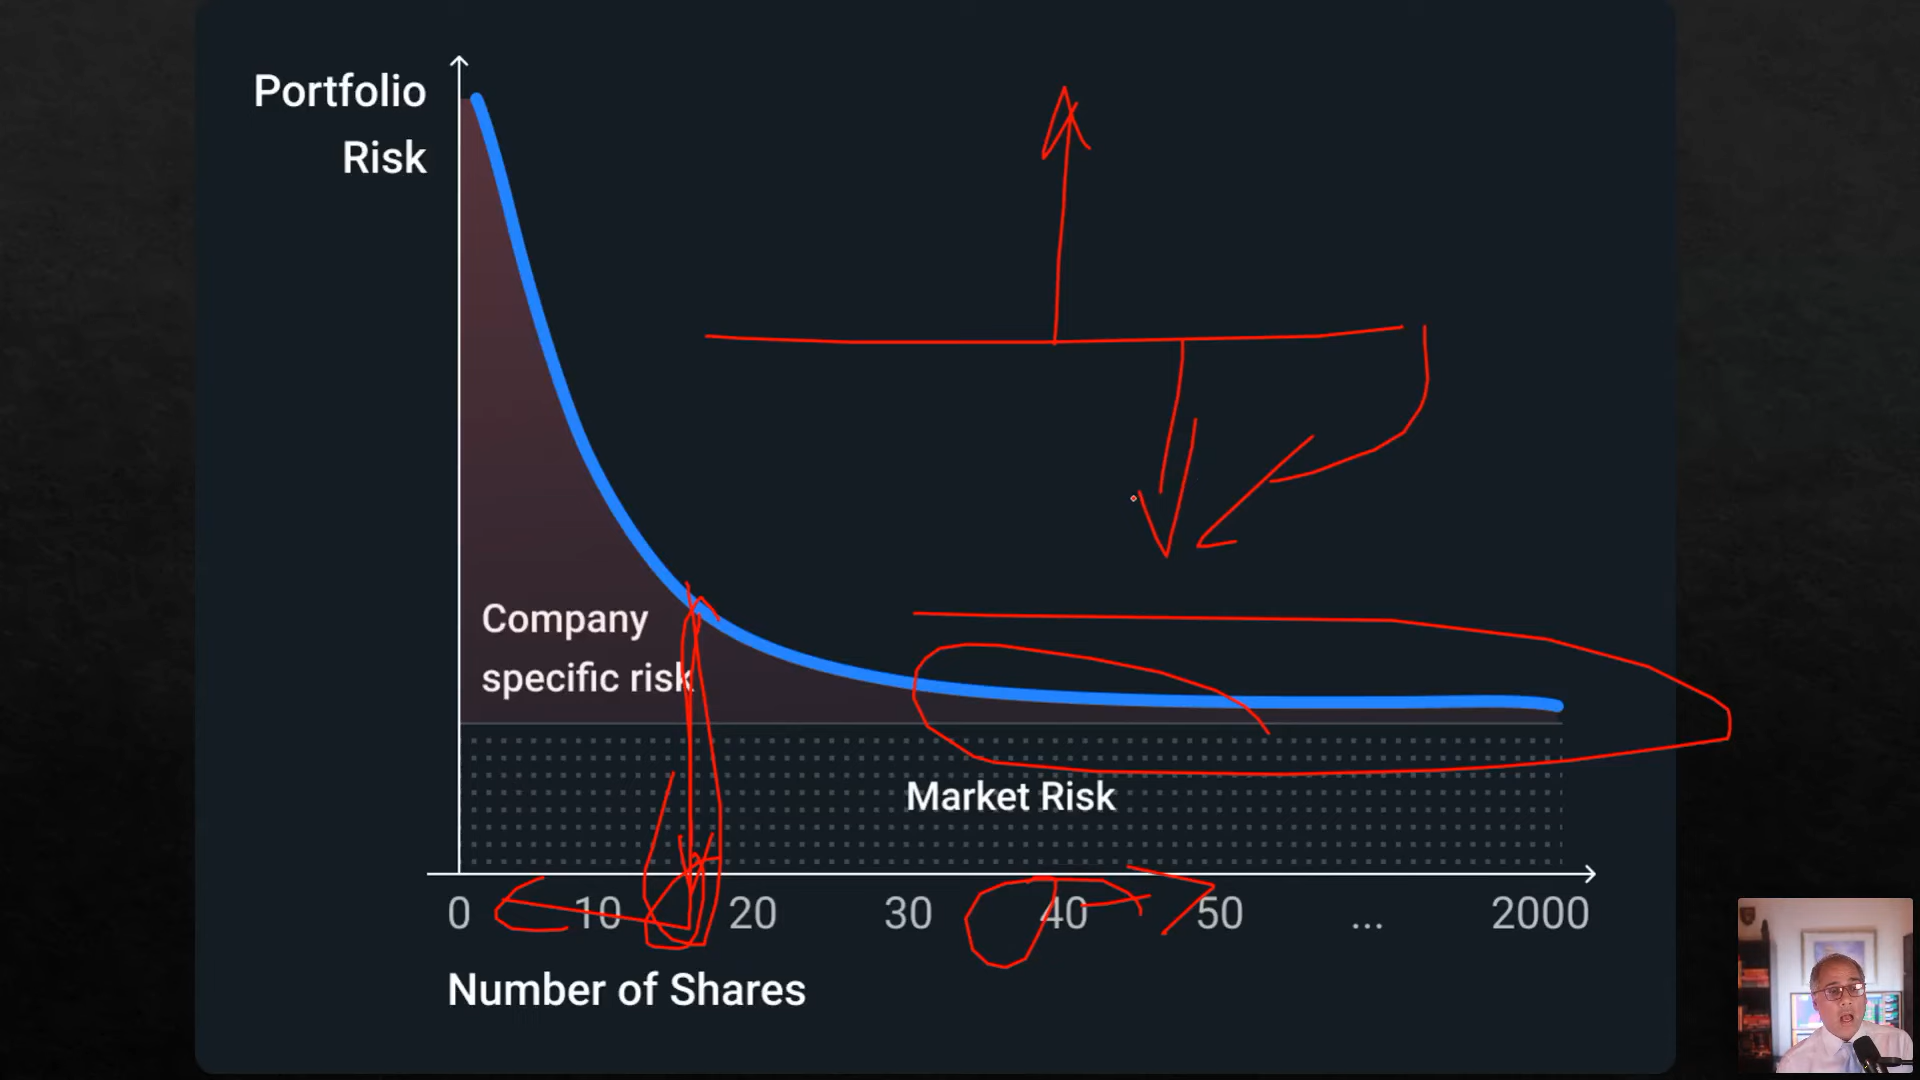 Portfolio
Risk
Company
specific risk
Market Risk
0 10 20 30 40 50 ... 2000
Number of Shares